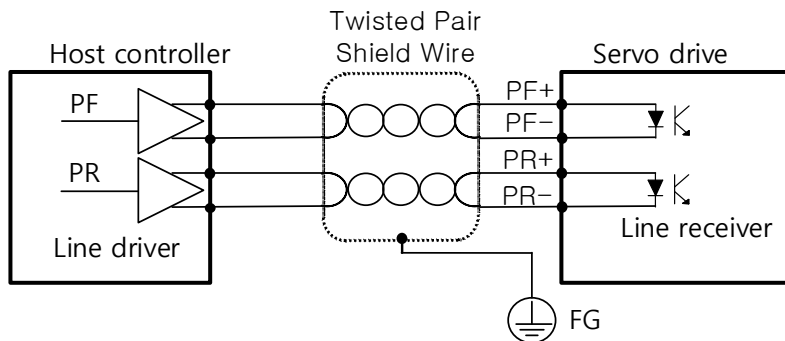 Twisted Pair
Shield Wire
Host controller
Servo drive
PF
PF+
PF-
PR
PR+
PR-
Line driver
Line receiver
FG